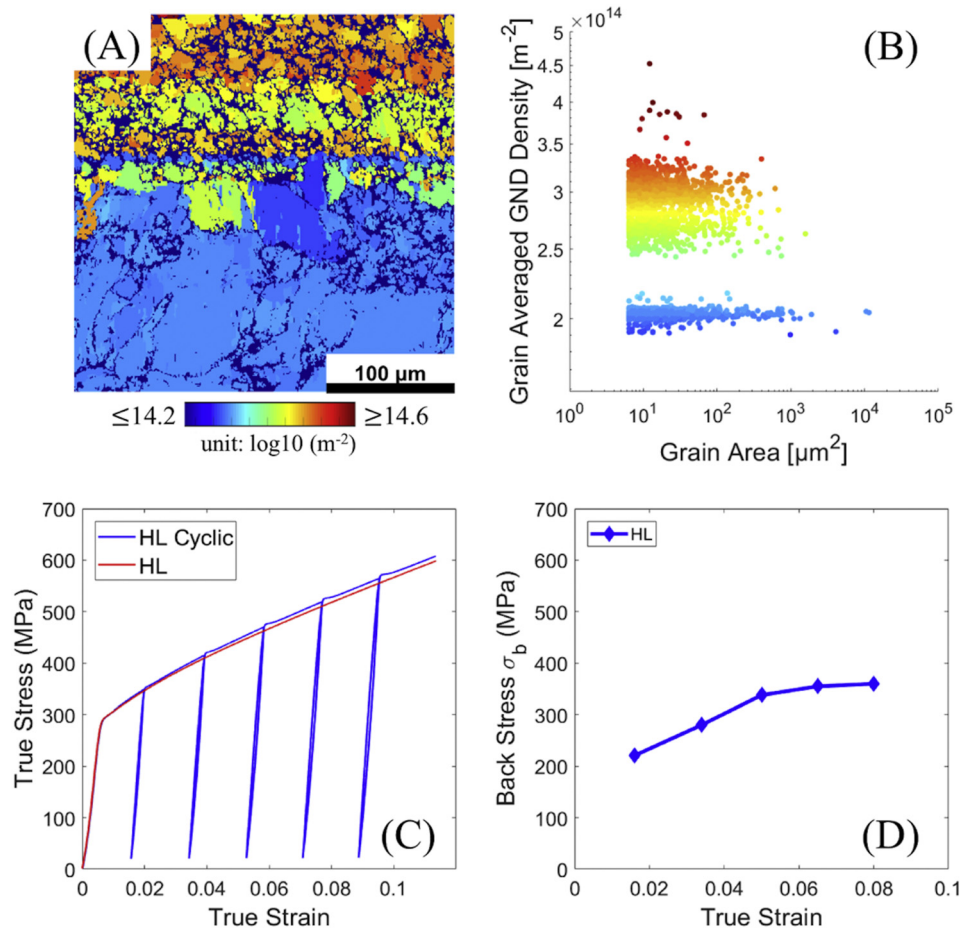 (A)
100 μm
≤14.2
≥14.6
unit: log10 (m⁻²)
(B)
×10¹⁴
Grain Averaged GND Density [m⁻²]
5
4.5
4
3.5
3
2.5
2
10⁰ 10¹ 10² 10³ 10⁴ 10⁵
Grain Area [μm²]
(C)
HL Cyclic
HL
True Stress (MPa)
700
600
500
400
300
200
100
0
0 0.02 0.04 0.06 0.08 0.1
True Strain
(D)
HL
Back Stress σb (MPa)
700
600
500
400
300
200
100
0
0 0.02 0.04 0.06 0.08 0.1
True Strain